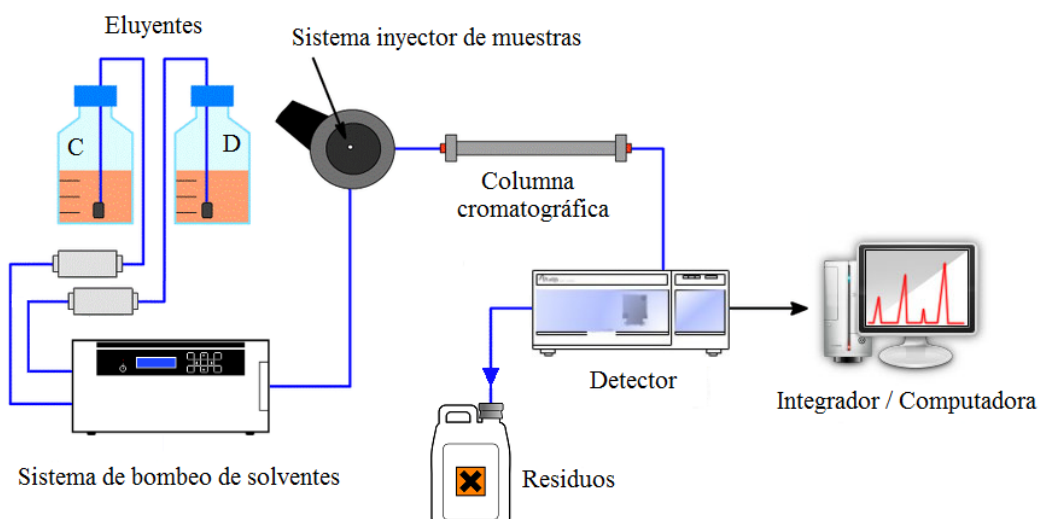 Eluyentes
Sistema inyector de muestras
C
D
Columna
cromatográfica
Detector
Integrador / Computadora
Sistema de bombeo de solventes
Residuos